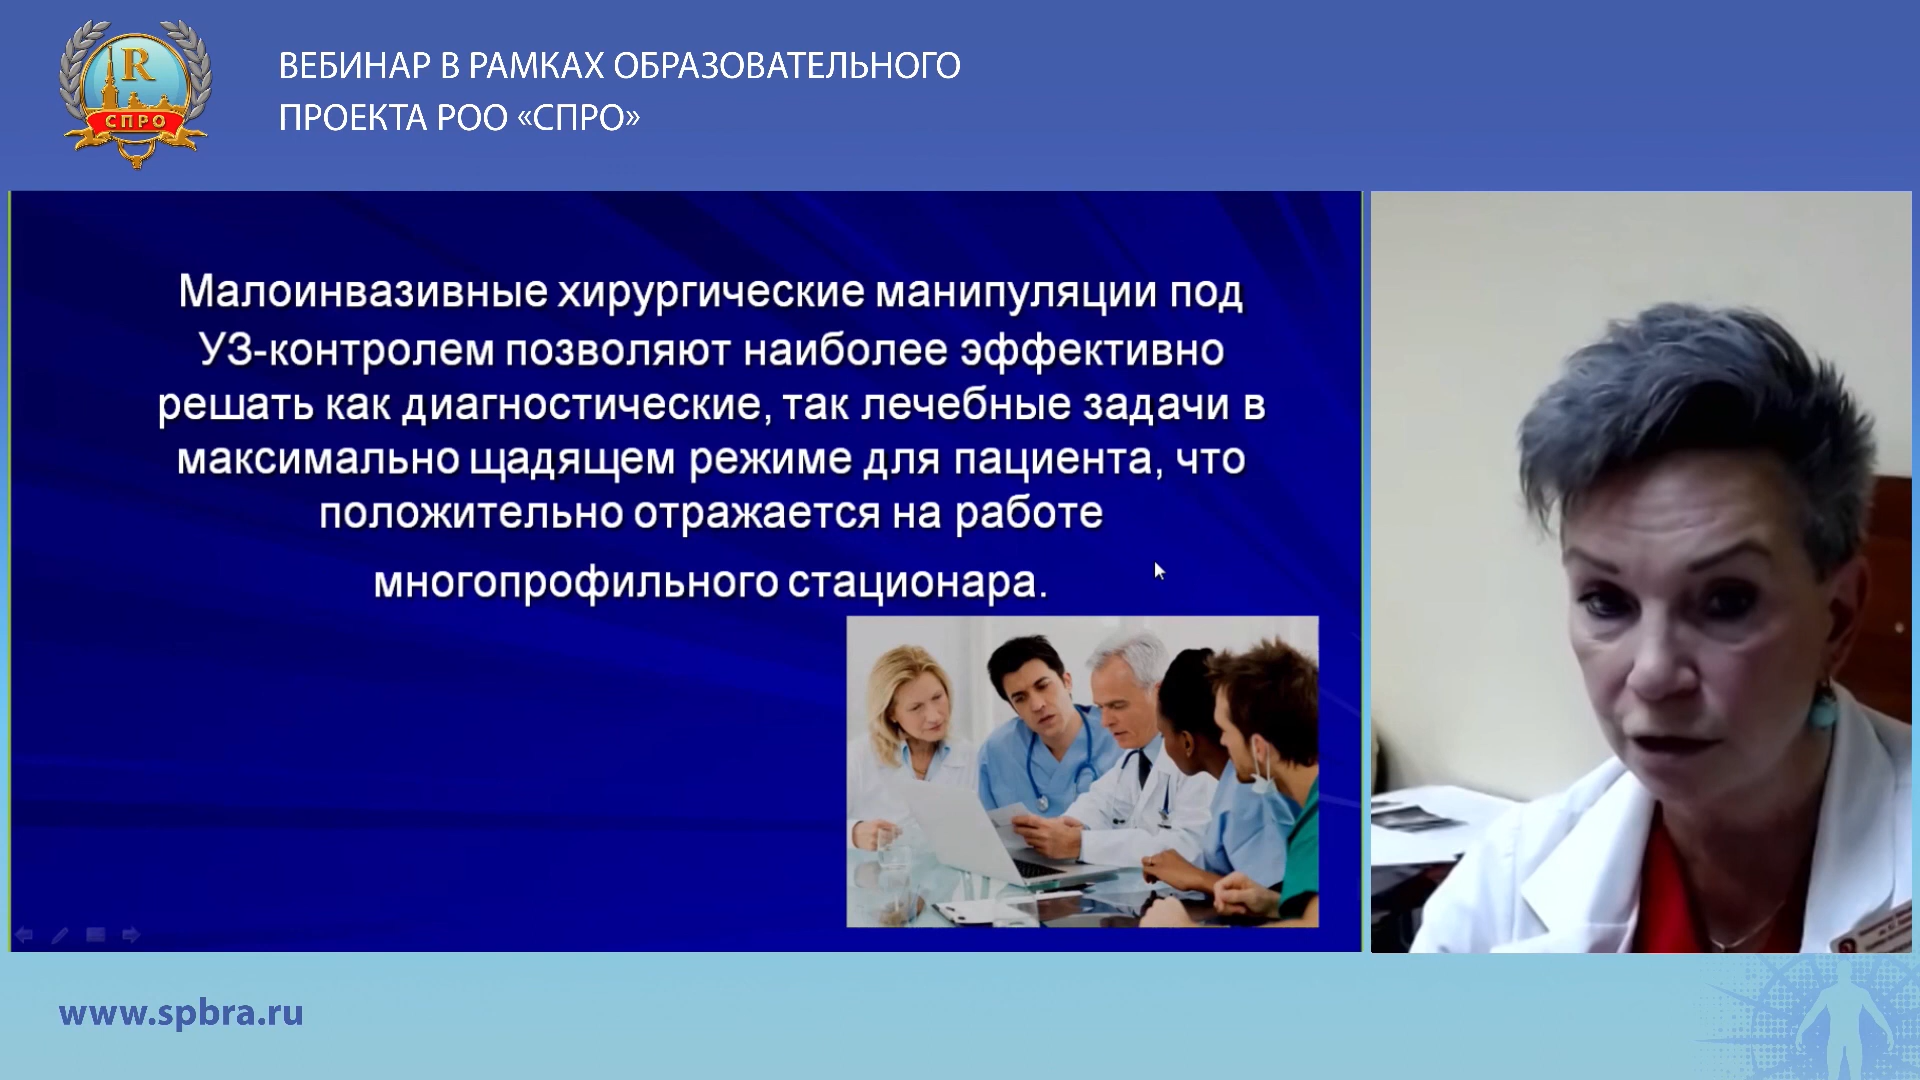 R
СПРО
ВЕБИНАР В РАМКАХ ОБРАЗОВАТЕЛЬНОГО
ПРОЕКТА РОО «СПРО»
Малоинвазивные хирургические манипуляции под
УЗ-контролем позволяют наиболее эффективно
решать как диагностические, так лечебные задачи в
максимально щадящем режиме для пациента, что
положительно отражается на работе
многопрофильного стационара.
www.spbra.ru